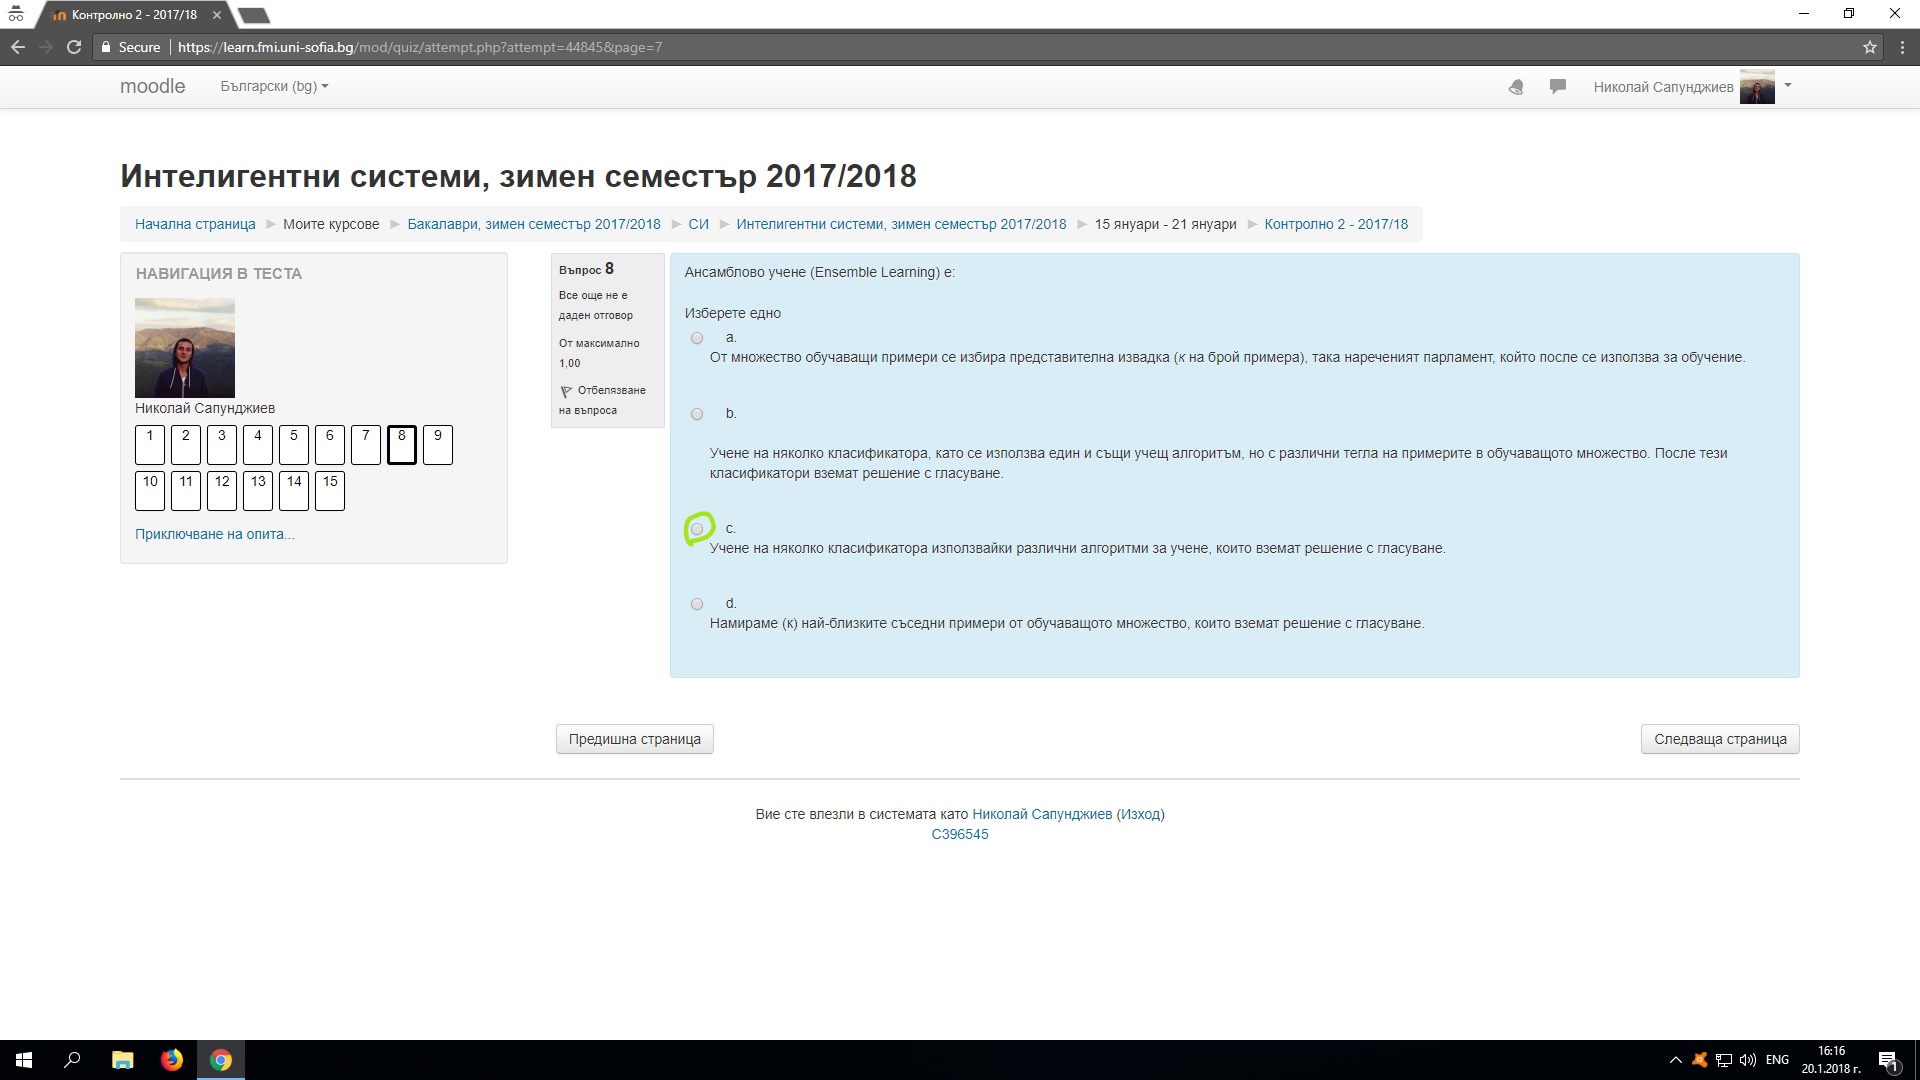 Контролно 2 - 2017/18
Secure
https://learn.fmi.uni-sofia.bg/mod/quiz/attempt.php?attempt=44845&page=7
moodle
Български (bg)
Николай Сапунджиев
Интелигентни системи, зимен семестър 2017/2018
Начална страница ► Моите курсове ► Бакалаври, зимен семестър 2017/2018 ► СИ ► Интелигентни системи, зимен семестър 2017/2018 ► 15 януари - 21 януари ► Контролно 2 - 2017/18
НАВИГАЦИЯ В ТЕСТА
Николай Сапунджиев
1 2 3 4 5 6 7 8 9
10 11 12 13 14 15
Приключване на опита...
Въпрос 8
Все още не е
даден отговор
От максимално
1,00
Отбелязване
на въпроса
Ансамблово учене (Ensemble Learning) е:
Изберете едно
a.
От множество обучаващи примери се избира представителна извадка (к на брой примера), така нареченият парламент, който после се използва за обучение.
b.
Учене на няколко класификатора, като се използва един и същи учещ алгоритъм, но с различни тегла на примерите в обучаващото множество. После тези
класификатори вземат решение с гласуване.
c.
Учене на няколко класификатора използвайки различни алгоритми за учене, които вземат решение с гласуване.
d.
Намираме (к) най-близките съседни примери от обучаващото множество, които вземат решение с гласуване.
Предишна страница
Следваща страница
Вие сте влезли в системата като Николай Сапунджиев (Изход)
СЗ96545
ENG
16:16
20.1.2018 г.
1